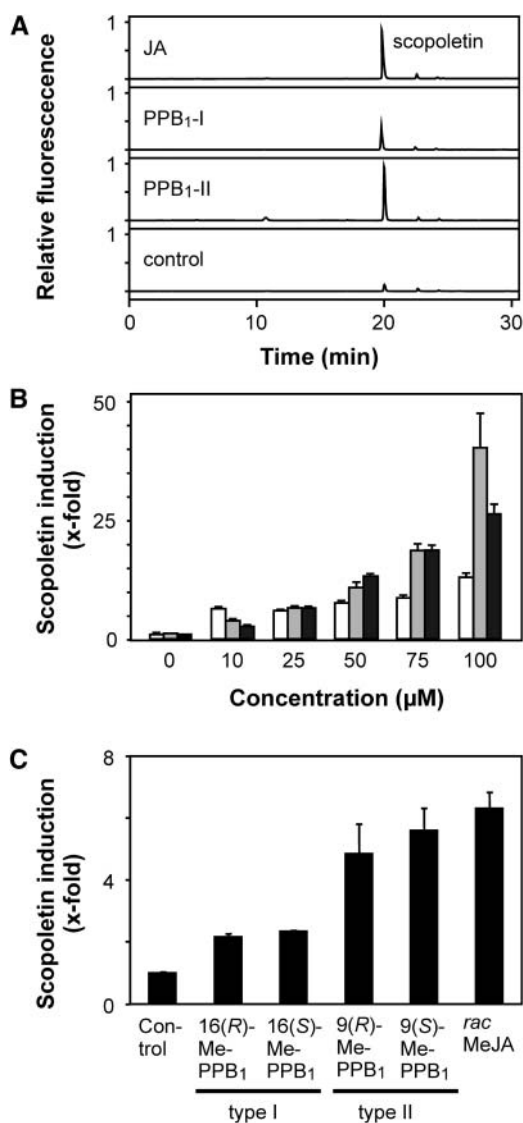 A
Relative fluorescecence
1
JA
scopoletin
1
PPB₁-I
1
PPB₁-II
1
control
0 10 20 30
Time (min)
B
Scopoletin induction
(x-fold)
50
25
0
0 10 25 50 75 100
Concentration (µM)
C
Scopoletin induction
(x-fold)
8
4
0
Con-
trol
16(R)-
Me-
PPB₁
16(S)-
Me-
PPB₁
9(R)-
Me-
PPB₁
9(S)-
Me-
PPB₁
rac
MeJA
type I
type II